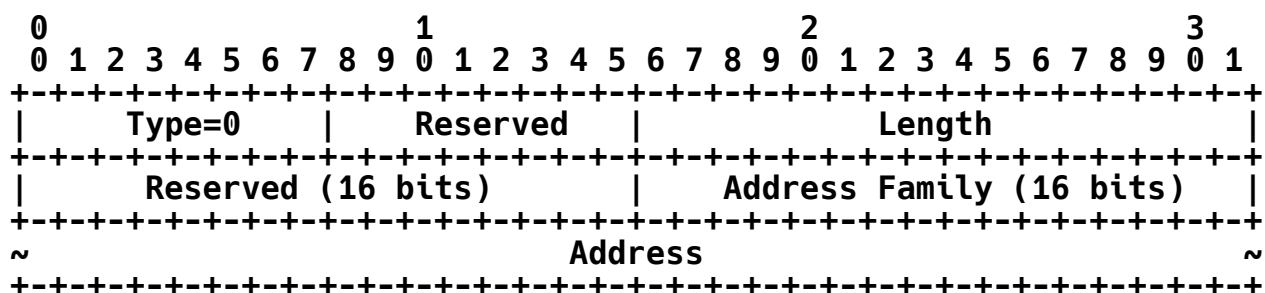 0                   1                   2                   3
 0 1 2 3 4 5 6 7 8 9 0 1 2 3 4 5 6 7 8 9 0 1 2 3 4 5 6 7 8 9 0 1
+-+-+-+-+-+-+-+-+-+-+-+-+-+-+-+-+-+-+-+-+-+-+-+-+-+-+-+-+-+-+-+-+
|     Type=0    |    Reserved   |            Length             |
+-+-+-+-+-+-+-+-+-+-+-+-+-+-+-+-+-+-+-+-+-+-+-+-+-+-+-+-+-+-+-+-+
|      Reserved (16 bits)       |    Address Family (16 bits)   |
+-+-+-+-+-+-+-+-+-+-+-+-+-+-+-+-+-+-+-+-+-+-+-+-+-+-+-+-+-+-+-+-+
~                            Address                            ~
+-+-+-+-+-+-+-+-+-+-+-+-+-+-+-+-+-+-+-+-+-+-+-+-+-+-+-+-+-+-+-+-+